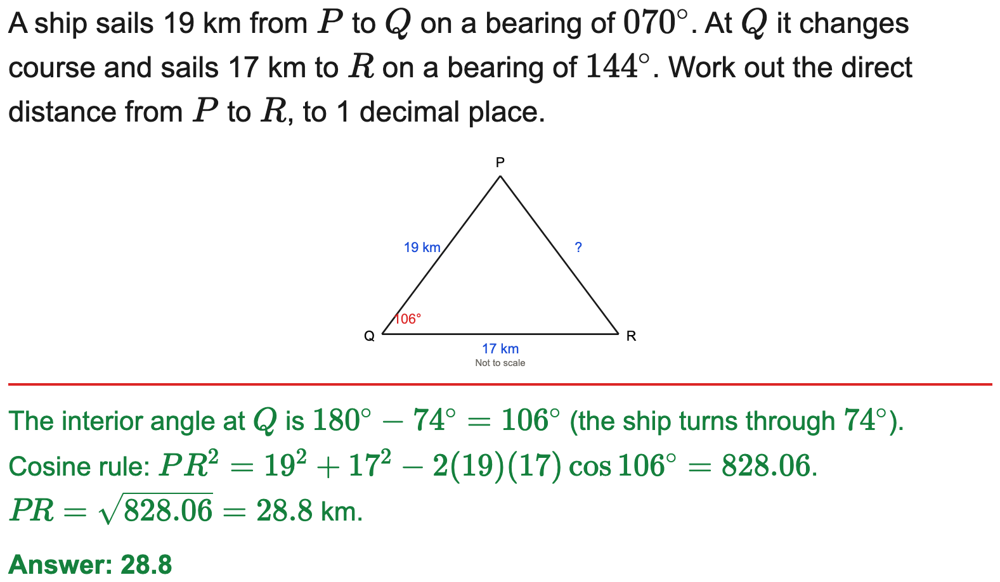 A ship sails 19 km from P to Q on a bearing of 070°. At Q it changes
course and sails 17 km to R on a bearing of 144°. Work out the direct
distance from P to R, to 1 decimal place.
P
19 km
?
106°
Q
R
17 km
Not to scale
The interior angle at Q is 180° − 74° = 106° (the ship turns through 74°).
Cosine rule: PR² = 19² + 17² − 2(19)(17) cos 106° = 828.06.
PR = √828.06 = 28.8 km.
Answer: 28.8